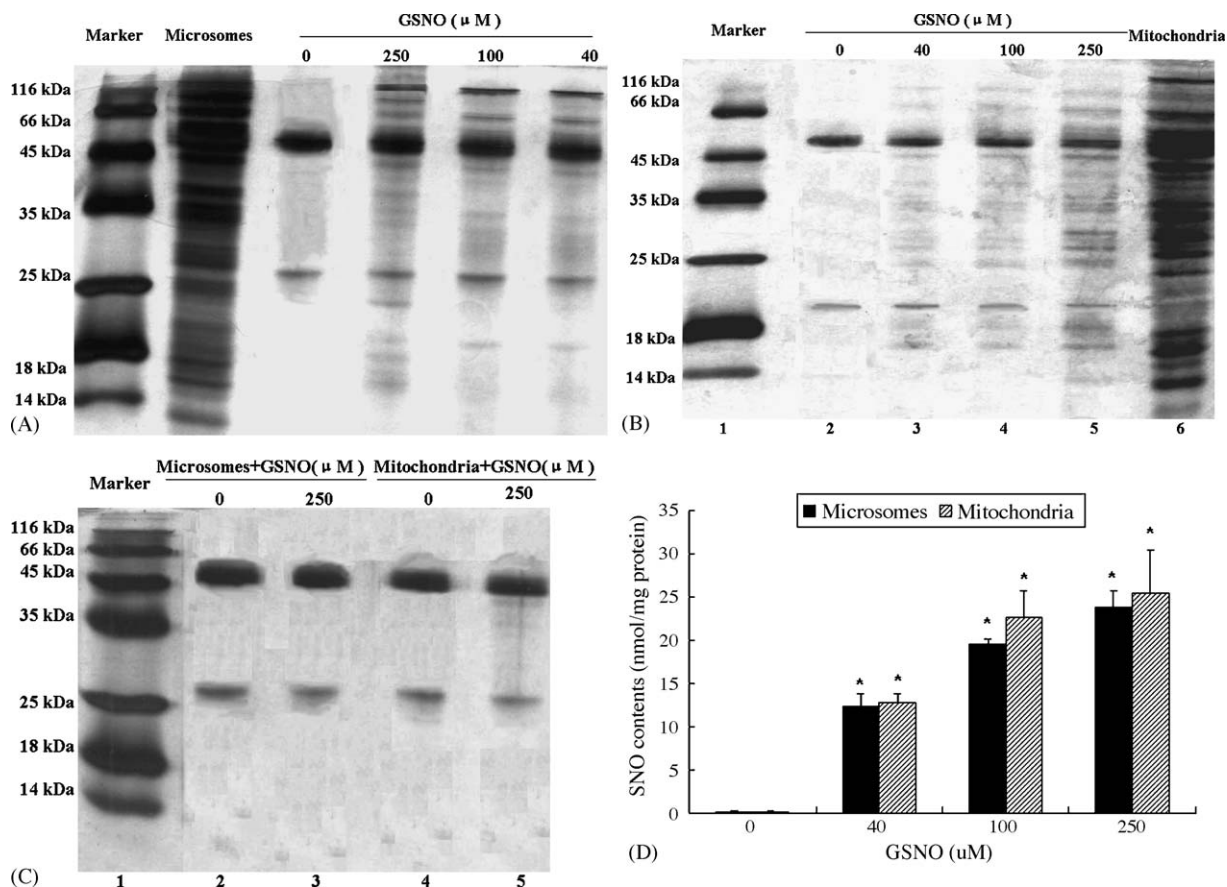 GSNO ( μ M )
Marker Microsomes
0 250 100 40
116 kDa
66 kDa
45 kDa
35 kDa
25 kDa
18 kDa
14 kDa
(A)
GSNO ( μ M )
Marker
0 40 100 250 Mitochondria
116 kDa
66 kDa
45 kDa
35 kDa
25 kDa
18 kDa
14 kDa
(B)
1 2 3 4 5 6
Microsomes+GSNO( μ M ) Mitochondria+GSNO( μ M )
Marker
0 250 0 250
116 kDa
66 kDa
45 kDa
35 kDa
25 kDa
18 kDa
14 kDa
(C)
1 2 3 4 5
Microsomes Mitochondria
SNO contents (nmol/mg protein)
35
30
25
20
15
10
5
0
* * * * * *
0 40 100 250
GSNO (uM)
(D)